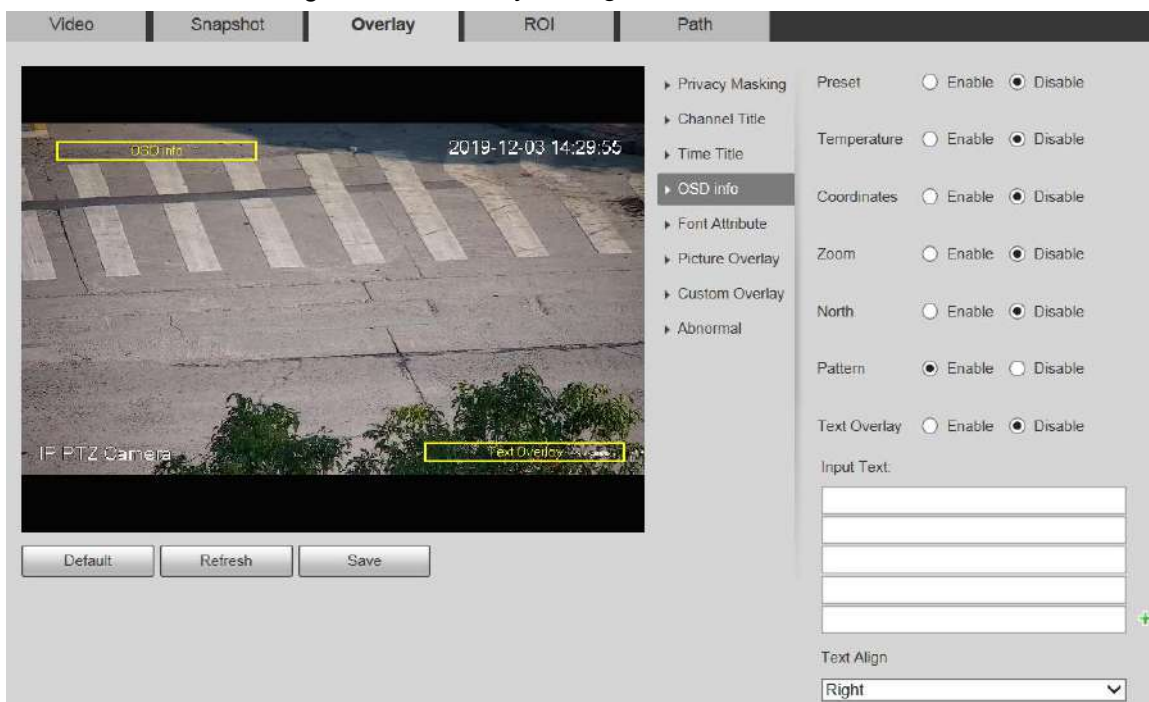 Video Snapshot Overlay ROI Path
OSD info
2019-12-03 14:29:55
IP PTZ Camera
Text Overlay
Default Refresh Save
Privacy Masking
Channel Title
Time Title
OSD info
Font Attribute
Picture Overlay
Custom Overlay
Abnormal
Preset Enable Disable
Temperature Enable Disable
Coordinates Enable Disable
Zoom Enable Disable
North Enable Disable
Pattern Enable Disable
Text Overlay Enable Disable
Input Text:
Text Align
Right